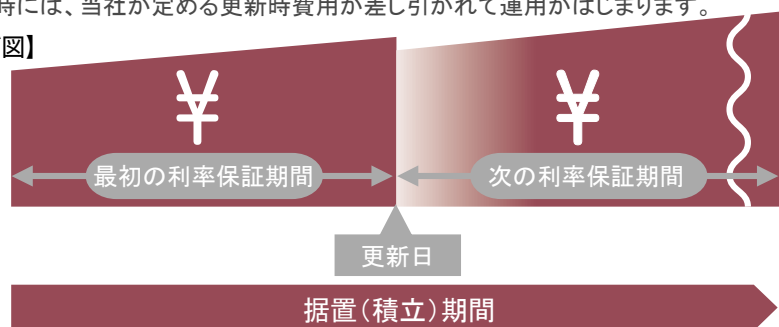 時には、当社が定める更新時費用が差し引かれて運用がはじまります。
図】
¥
¥
最初の利率保証期間
次の利率保証期間
更新日
据置(積立)期間